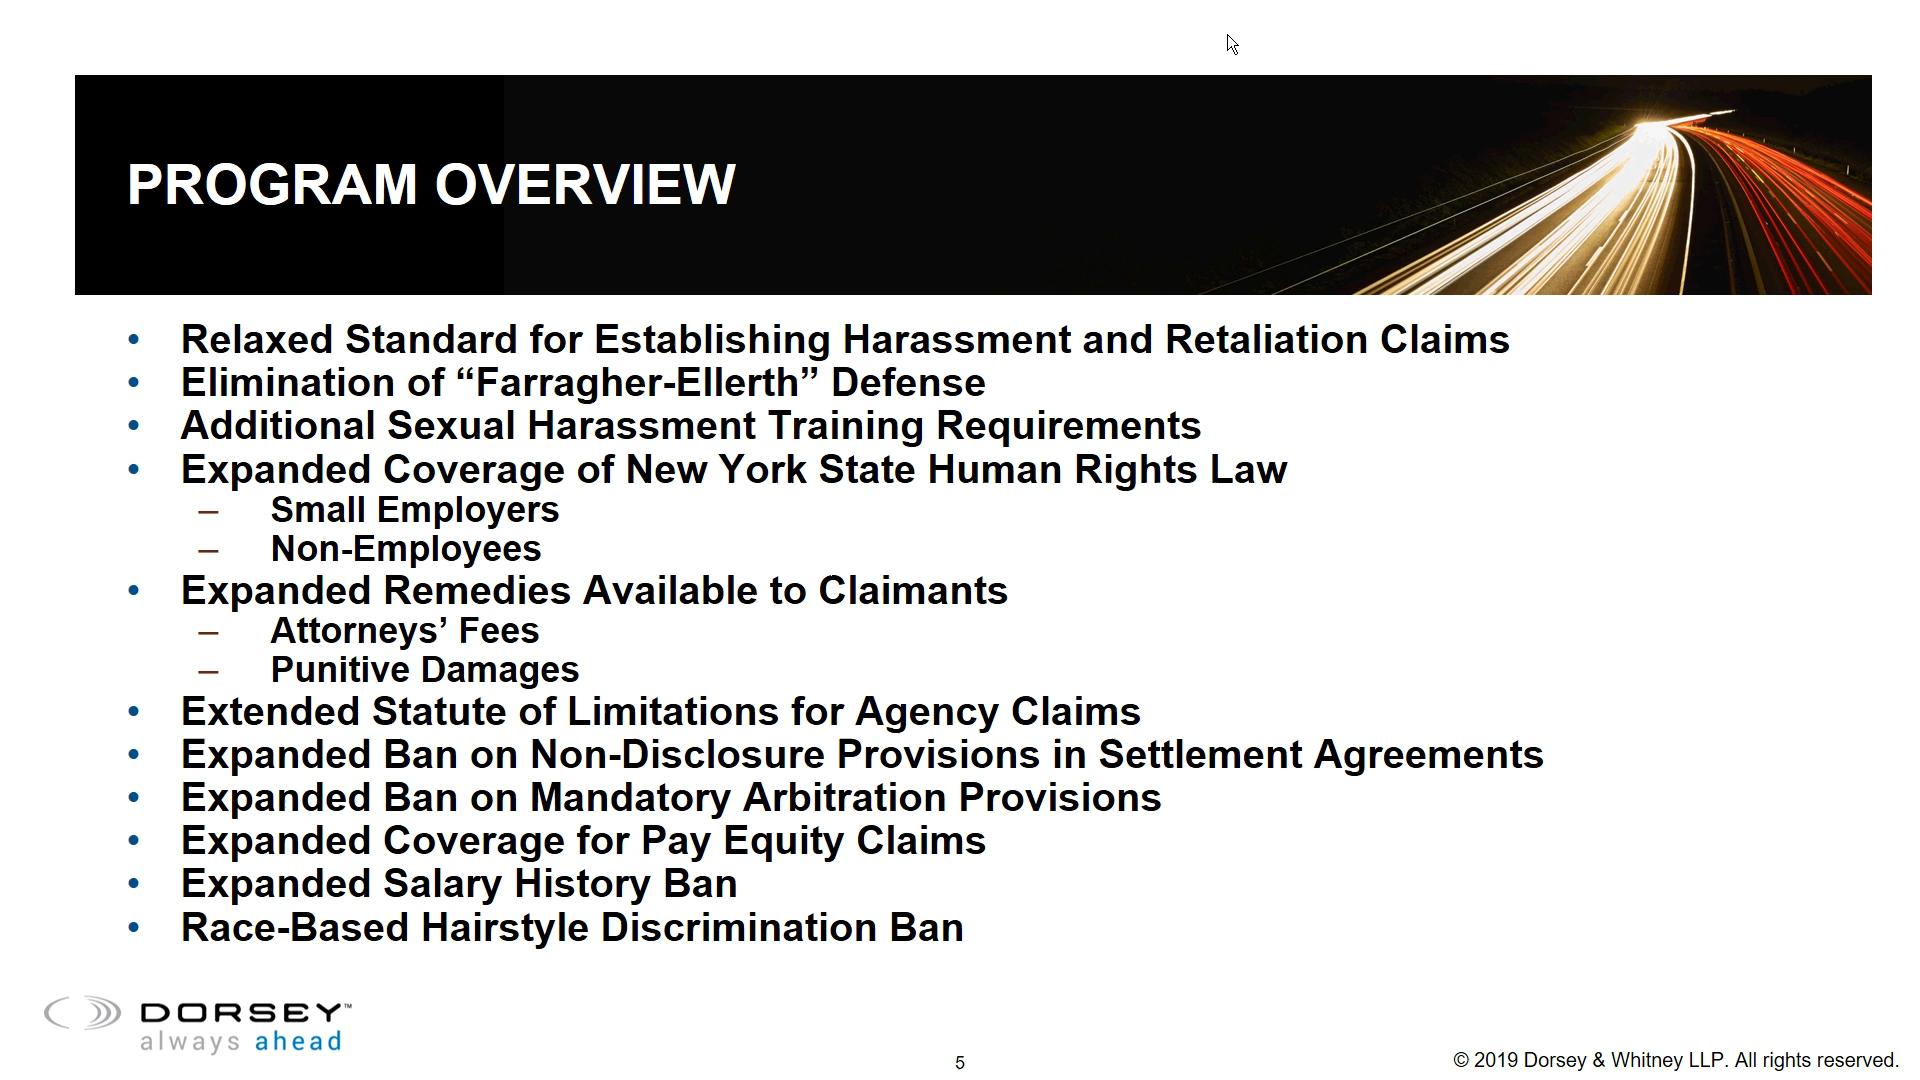 PROGRAM OVERVIEW
• Relaxed Standard for Establishing Harassment and Retaliation Claims
• Elimination of “Farragher-Ellerth” Defense
• Additional Sexual Harassment Training Requirements
• Expanded Coverage of New York State Human Rights Law
– Small Employers
– Non-Employees
• Expanded Remedies Available to Claimants
– Attorneys’ Fees
– Punitive Damages
• Extended Statute of Limitations for Agency Claims
• Expanded Ban on Non-Disclosure Provisions in Settlement Agreements
• Expanded Ban on Mandatory Arbitration Provisions
• Expanded Coverage for Pay Equity Claims
• Expanded Salary History Ban
• Race-Based Hairstyle Discrimination Ban
DORSEY™
always ahead
5
© 2019 Dorsey & Whitney LLP. All rights reserved.